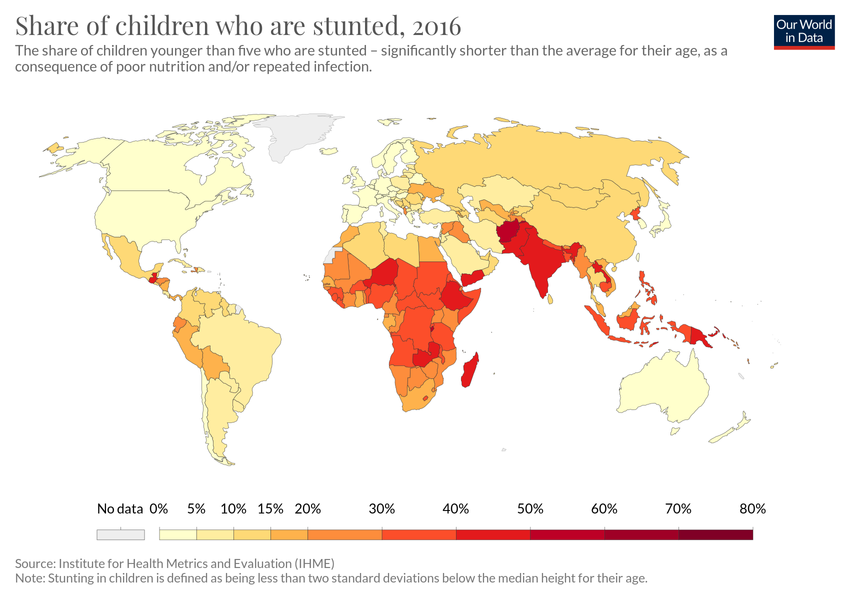 Share of children who are stunted, 2016
Our World
in Data
The share of children younger than five who are stunted – significantly shorter than the average for their age, as a
consequence of poor nutrition and/or repeated infection.
No data 0% 5% 10% 15% 20% 30% 40% 50% 60% 70% 80%
Source: Institute for Health Metrics and Evaluation (IHME)
Note: Stunting in children is defined as being less than two standard deviations below the median height for their age.